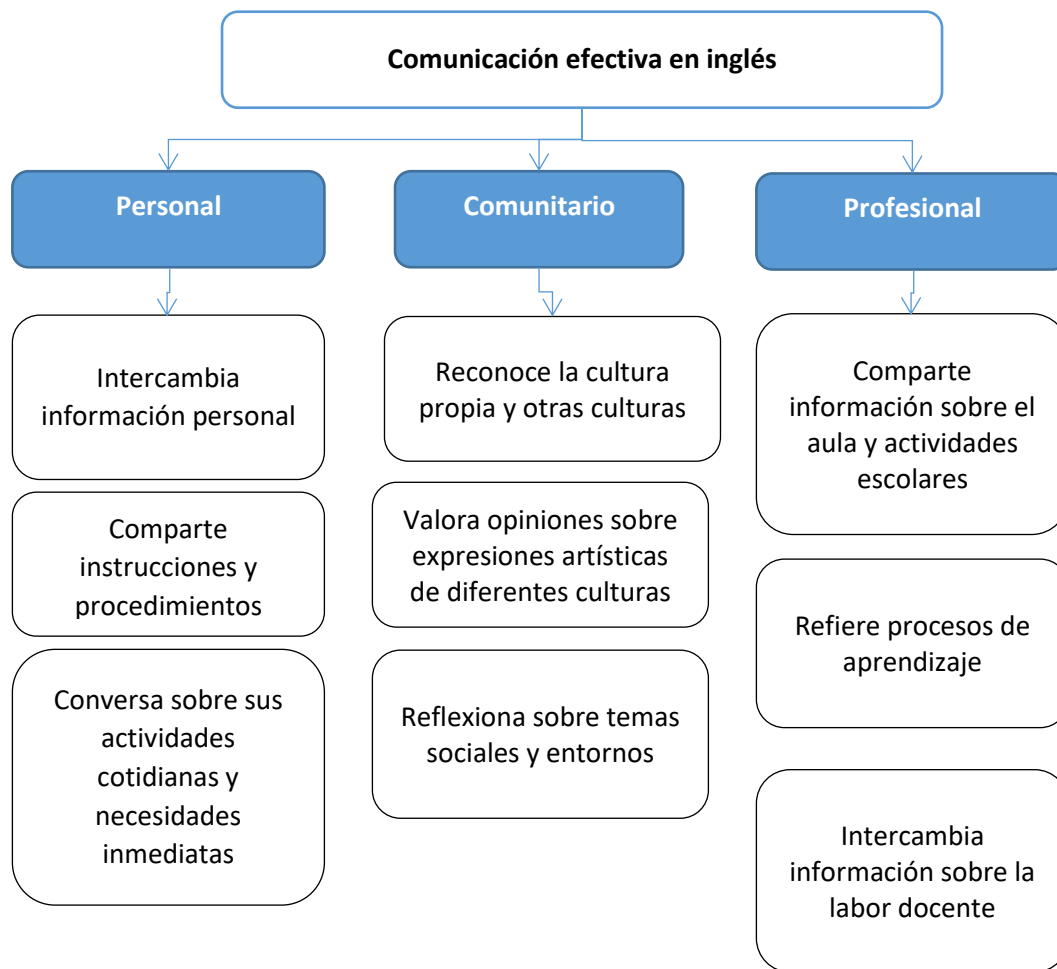 Comunicación efectiva en inglés
Personal
Comunitario
Profesional
Intercambia
información personal
Comparte
instrucciones y
procedimientos
Conversa sobre sus
actividades
cotidianas y
necesidades
inmediatas
Reconoce la cultura
propia y otras culturas
Valora opiniones sobre
expresiones artísticas
de diferentes culturas
Reflexiona sobre temas
sociales y entornos
Comparte
información sobre el
aula y actividades
escolares
Refiere procesos de
aprendizaje
Intercambia
información sobre la
labor docente